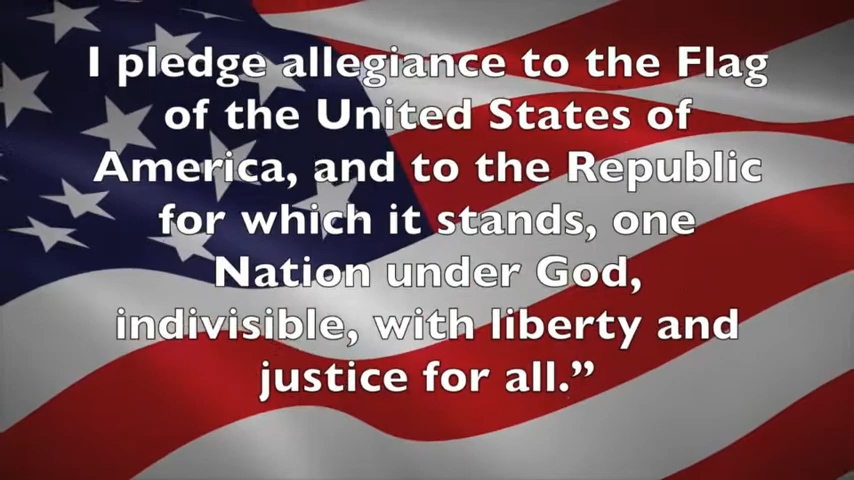 I pledge allegiance to the Flag
of the United States of
America, and to the Republic
for which it stands, one
Nation under God,
indivisible, with liberty and
justice for all.”